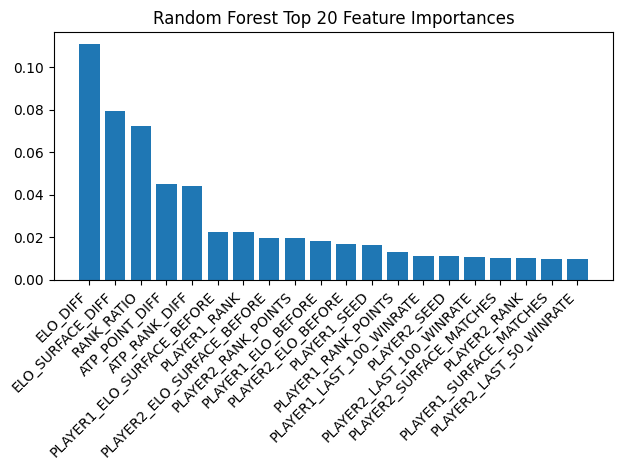 Random Forest Top 20 Feature Importances
0.10
0.08
0.06
0.04
0.02
0.00
ELO_DIFF
ELO_SURFACE_DIFF
RANK_RATIO
ATP_POINT_DIFF
ATP_RANK_DIFF
PLAYER1_ELO_SURFACE_BEFORE
PLAYER1_RANK
PLAYER2_ELO_SURFACE_BEFORE
PLAYER2_RANK_POINTS
PLAYER1_ELO_BEFORE
PLAYER2_ELO_BEFORE
PLAYER1_SEED
PLAYER1_RANK_POINTS
PLAYER1_LAST_100_WINRATE
PLAYER2_SEED
PLAYER2_LAST_100_WINRATE
PLAYER2_SURFACE_MATCHES
PLAYER2_RANK
PLAYER1_SURFACE_MATCHES
PLAYER2_LAST_50_WINRATE